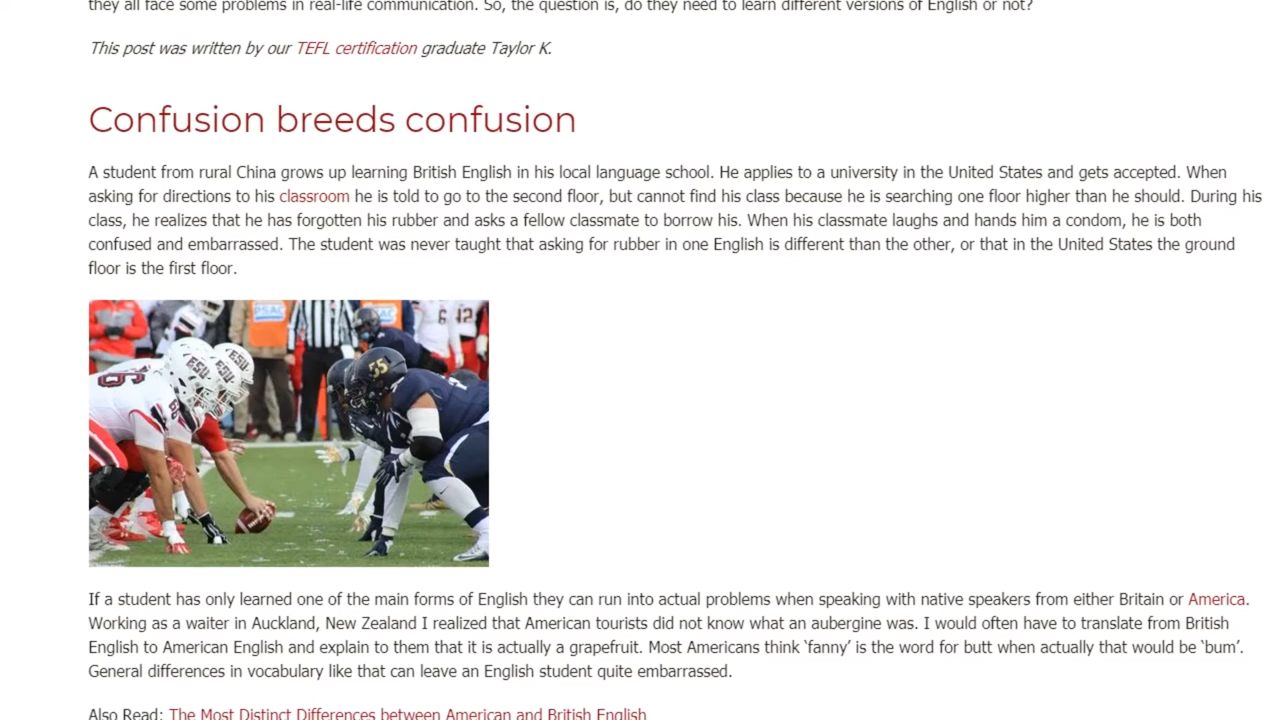 they all face some problems in real-life communication. So, the question is, do they need to learn different versions of English or not?
This post was written by our TEFL certification graduate Taylor K.
Confusion breeds confusion
A student from rural China grows up learning British English in his local language school. He applies to a university in the United States and gets accepted. When
asking for directions to his classroom he is told to go to the second floor, but cannot find his class because he is searching one floor higher than he should. During his
class, he realizes that he has forgotten his rubber and asks a fellow classmate to borrow his. When his classmate laughs and hands him a condom, he is both
confused and embarrassed. The student was never taught that asking for rubber in one English is different than the other, or that in the United States the ground
floor is the first floor.
PSAC
6 12
ESU ESU ESU
55
If a student has only learned one of the main forms of English they can run into actual problems when speaking with native speakers from either Britain or America.
Working as a waiter in Auckland, New Zealand I realized that American tourists did not know what an aubergine was. I would often have to translate from British
English to American English and explain to them that it is actually a grapefruit. Most Americans think ‘fanny’ is the word for butt when actually that would be ‘bum’.
General differences in vocabulary like that can leave an English student quite embarrassed.
Also Read: The Most Distinct Differences between American and British English